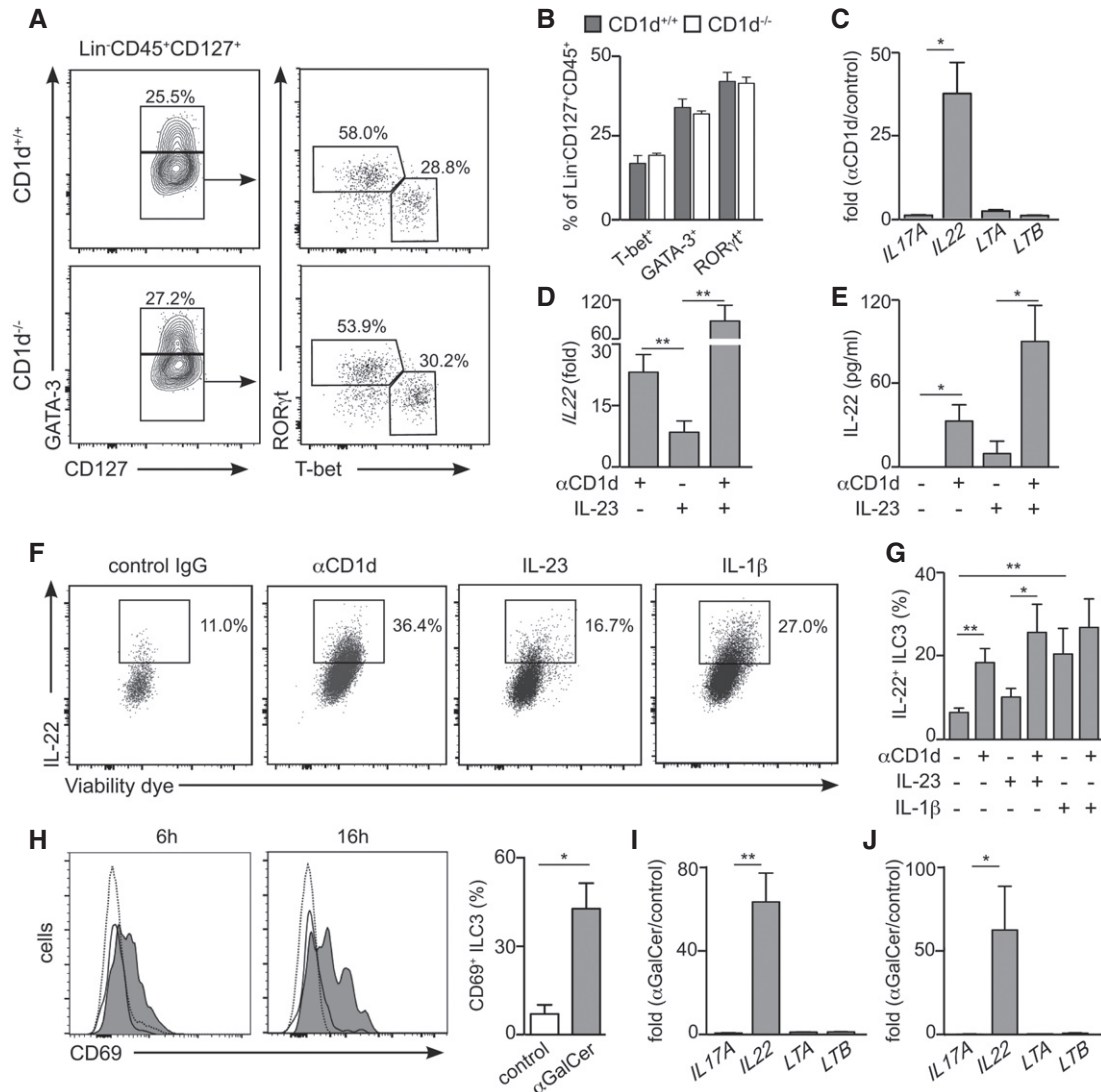 A
Lin⁻CD45⁺CD127⁺
25.5%
58.0%
28.8%
CD1d⁺/⁺
27.2%
53.9%
30.2%
CD1d⁻/⁻
GATA-3
RORγt
CD127
T-bet
B
CD1d⁺/⁺
CD1d⁻/⁻
% of Lin⁻CD127⁺CD45⁺
50
25
0
T-bet⁺
GATA-3⁺
RORγt⁺
C
fold (αCD1d/control)
50
25
0
*
IL17A
IL22
LTA
LTB
D
IL22 (fold)
120
60
30
15
0
**
**
αCD1d + - +
IL-23 - + +
E
IL-22 (pg/ml)
120
60
0
*
*
αCD1d - + - +
IL-23 - - + +
F
control IgG
αCD1d
IL-23
IL-1β
11.0%
36.4%
16.7%
27.0%
IL-22
Viability dye
G
IL-22⁺ ILC3 (%)
40
20
0
**
**
*
αCD1d - + - + - +
IL-23 - - + + - -
IL-1β - - - - + +
H
6h
16h
cells
CD69
CD69⁺ ILC3 (%)
60
30
0
*
control
αGalCer
I
fold (αGalCer/control)
80
40
0
**
IL17A
IL22
LTA
LTB
J
fold (αGalCer/control)
100
50
0
*
IL17A
IL22
LTA
LTB